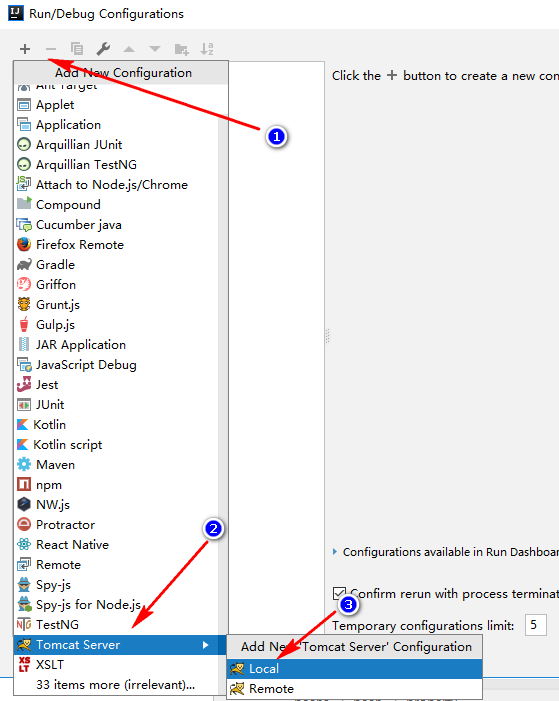 Run/Debug Configurations
Add New Configuration
Click the + button to create a new con
Ant Target
Applet
Application
Arquillian JUnit
1
Arquillian TestNG
Attach to Node.js/Chrome
Compound
Cucumber java
Firefox Remote
Gradle
Griffon
Grunt.js
Gulp.js
JAR Application
JavaScript Debug
Jest
JUnit
Kotlin
Kotlin script
Maven
npm
NW.js
Protractor
2
React Native
Configurations available in Run Dashboa
Remote
Spy-js
Confirm rerun with process terminat
Spy-js for Node.js
3
TestNG
Temporary configurations limit: 5
Tomcat Server
Add New 'Tomcat Server' Configuration
XSLT
Local
33 items more (irrelevant)...
Remote